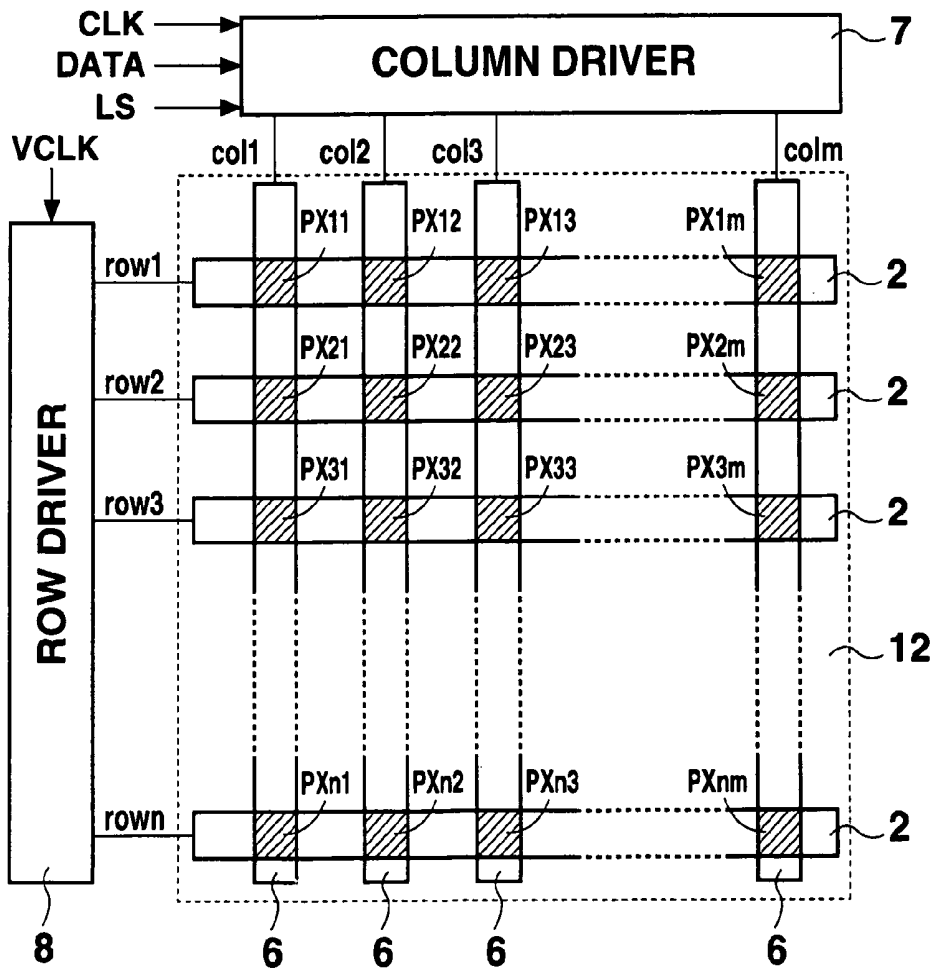 CLK
DATA
LS
COLUMN DRIVER
7
VCLK
col1 col2 col3 colm
PX11 PX12 PX13 PX1m
row1
2
PX21 PX22 PX23 PX2m
row2
2
PX31 PX32 PX33 PX3m
row3
2
ROW DRIVER
12
PXn1 PXn2 PXn3 PXnm
rown
2
8
6 6 6 6